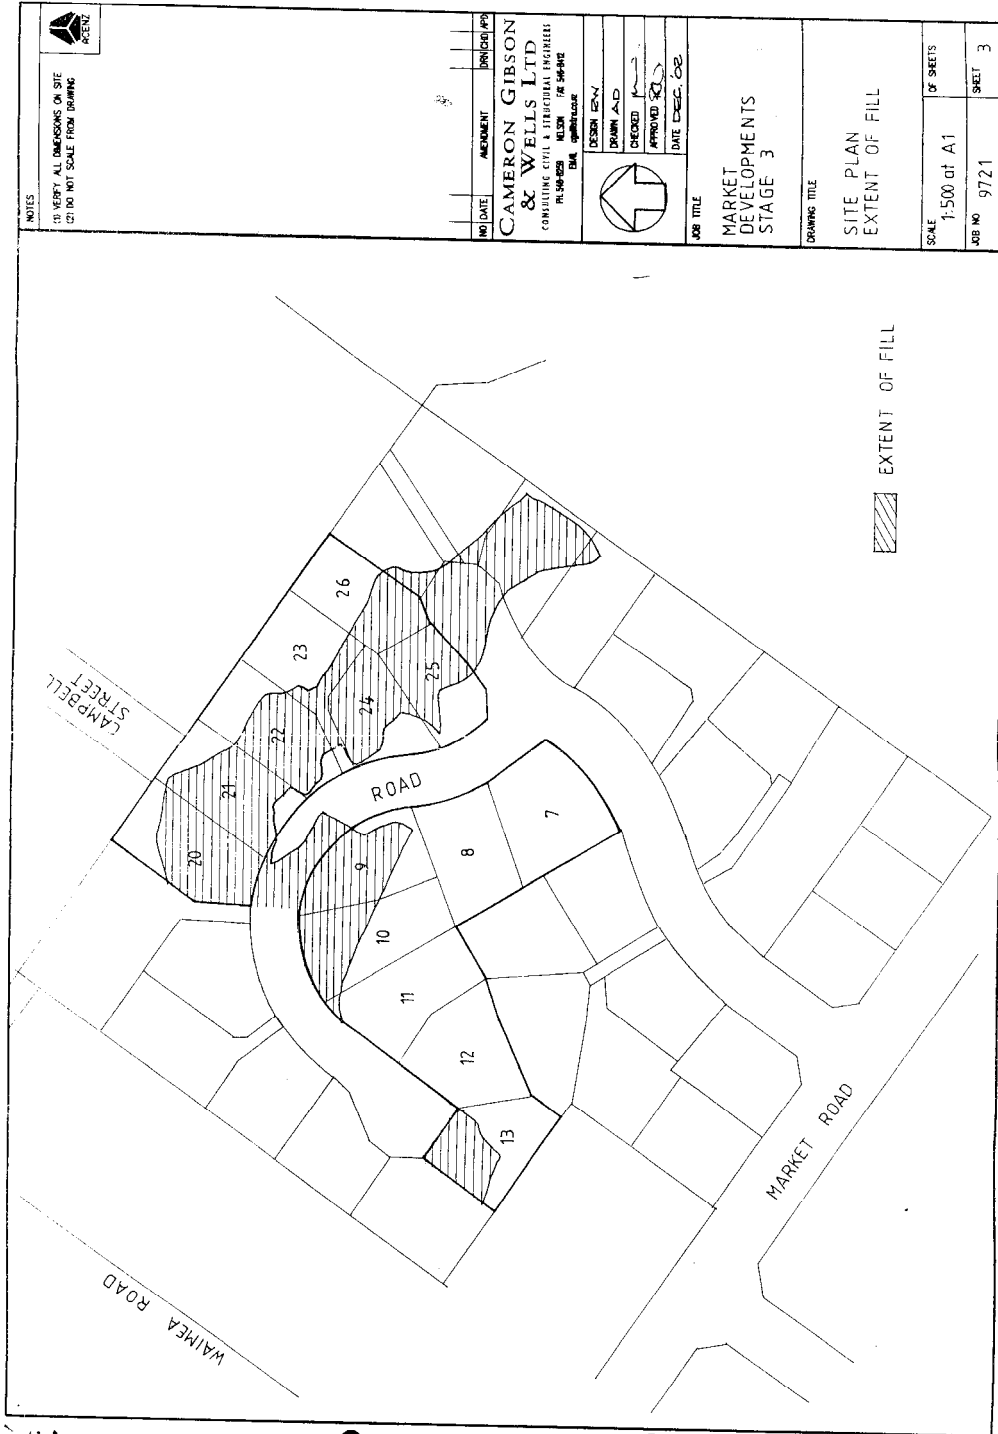 NOTES
(1) VERIFY ALL DIMENSIONS ON SITE
(2) DO NOT SCALE FROM DRAWING
ACENZ
NO DATE AMENDMENT DRN CHD APD
CAMERON GIBSON
& WELLS LTD
CONSULTING CIVIL & STRUCTURAL ENGINEERS
NELSON
EMAIL
DESIGN
DRAWN A.D
CHECKED
APPROVED
DATE DEC. '02
JOB TITLE
MARKET
DEVELOPMENTS
STAGE 3
DRAWING TITLE
SITE PLAN
EXTENT OF FILL
SCALE
1:500 at A1
OF SHEETS
JOB NO
9721
SHEET 3
CAMPBELL
STREET
26
23
25
24
22
21
20
ROAD
7
8
9
10
11
12
13
WAIMEA ROAD
MARKET ROAD
EXTENT OF FILL